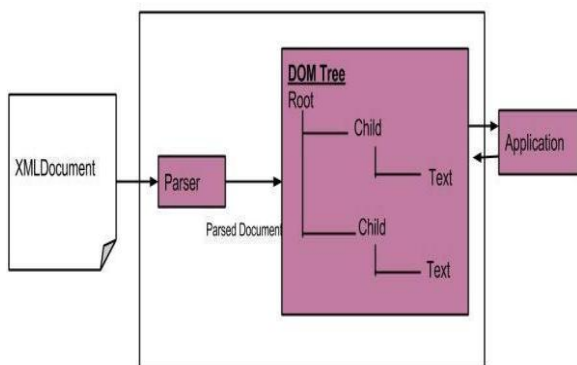 XMLDocument
Parser
Parsed Document
DOM Tree
Root
Child
Text
Child
Text
Application